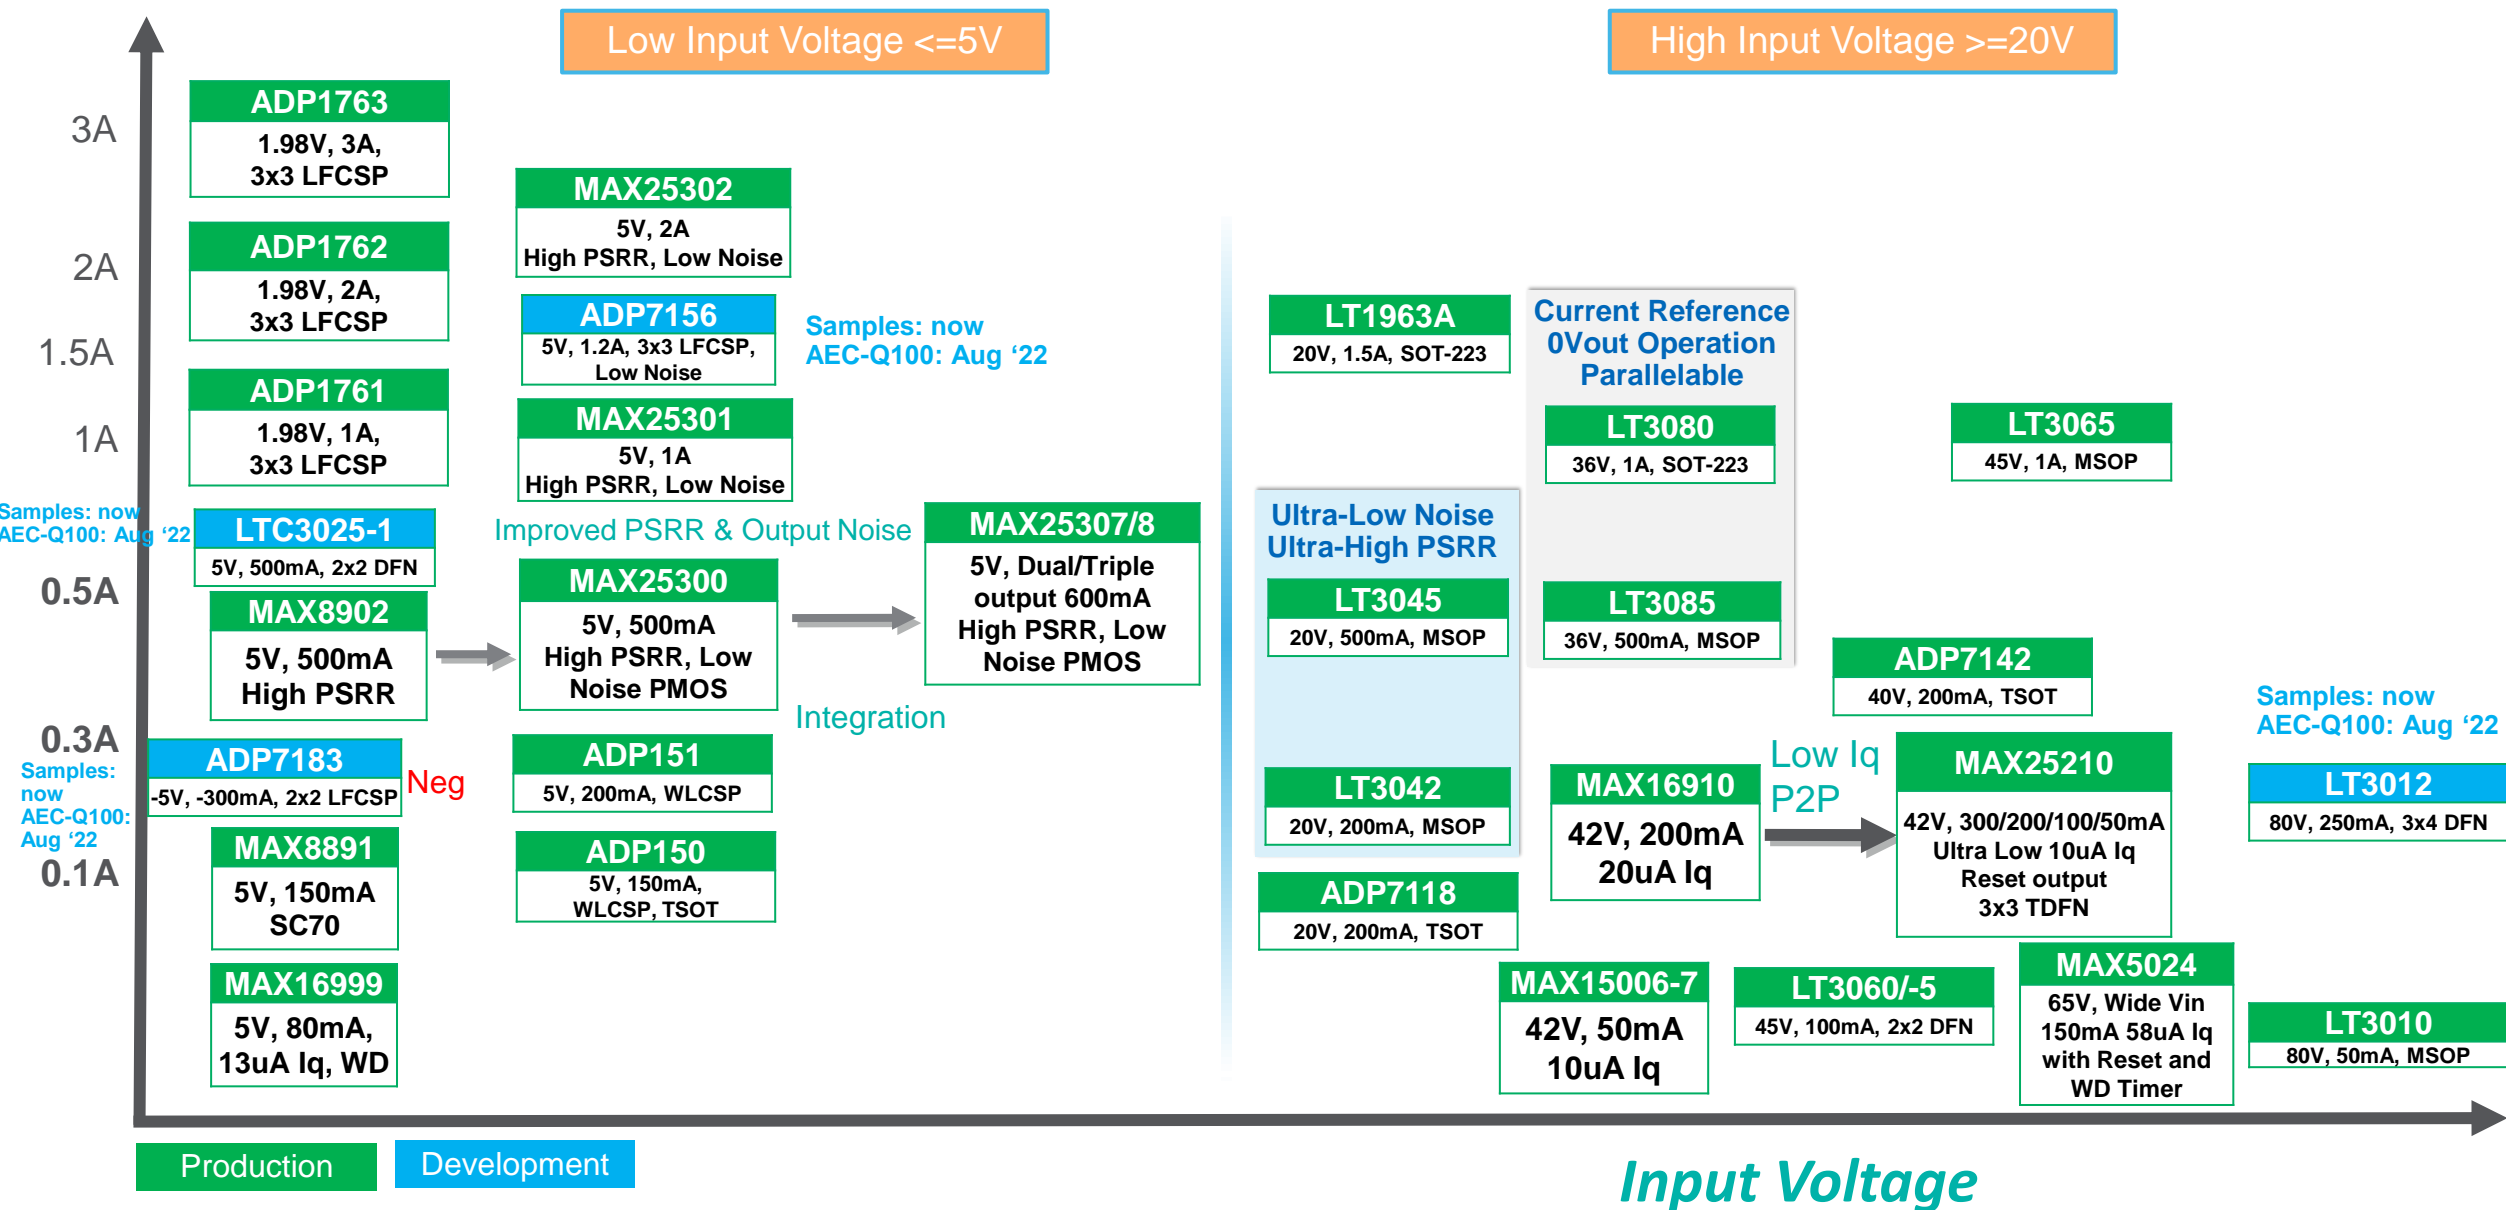 Low Input Voltage <=5V
High Input Voltage >=20V
3A
2A
1.5A
1A
0.5A
0.3A
0.1A
ADP1763
1.98V, 3A,
3x3 LFCSP
ADP1762
1.98V, 2A,
3x3 LFCSP
ADP1761
1.98V, 1A,
3x3 LFCSP
Samples: now
AEC-Q100: Aug ‘22
LTC3025-1
5V, 500mA, 2x2 DFN
MAX8902
5V, 500mA
High PSRR
Samples:
now
AEC-Q100:
Aug ‘22
ADP7183
-5V, -300mA, 2x2 LFCSP
Neg
MAX8891
5V, 150mA
SC70
MAX16999
5V, 80mA,
13uA Iq, WD
MAX25302
5V, 2A
High PSRR, Low Noise
ADP7156
5V, 1.2A, 3x3 LFCSP,
Low Noise
Samples: now
AEC-Q100: Aug ‘22
MAX25301
5V, 1A
High PSRR, Low Noise
Improved PSRR & Output Noise
MAX25300
5V, 500mA
High PSRR, Low
Noise PMOS
Integration
MAX25307/8
5V, Dual/Triple
output 600mA
High PSRR, Low
Noise PMOS
ADP151
5V, 200mA, WLCSP
ADP150
5V, 150mA,
WLCSP, TSOT
LT1963A
20V, 1.5A, SOT-223
Current Reference
0Vout Operation
Parallelable
LT3080
36V, 1A, SOT-223
LT3085
36V, 500mA, MSOP
LT3065
45V, 1A, MSOP
Ultra-Low Noise
Ultra-High PSRR
LT3045
20V, 500mA, MSOP
LT3042
20V, 200mA, MSOP
ADP7118
20V, 200mA, TSOT
ADP7142
40V, 200mA, TSOT
MAX16910
42V, 200mA
20uA Iq
Low Iq
P2P
MAX25210
42V, 300/200/100/50mA
Ultra Low 10uA Iq
Reset output
3x3 TDFN
Samples: now
AEC-Q100: Aug ‘22
LT3012
80V, 250mA, 3x4 DFN
MAX15006-7
42V, 50mA
10uA Iq
LT3060/-5
45V, 100mA, 2x2 DFN
MAX5024
65V, Wide Vin
150mA 58uA Iq
with Reset and
WD Timer
LT3010
80V, 50mA, MSOP
Production
Development
Input Voltage